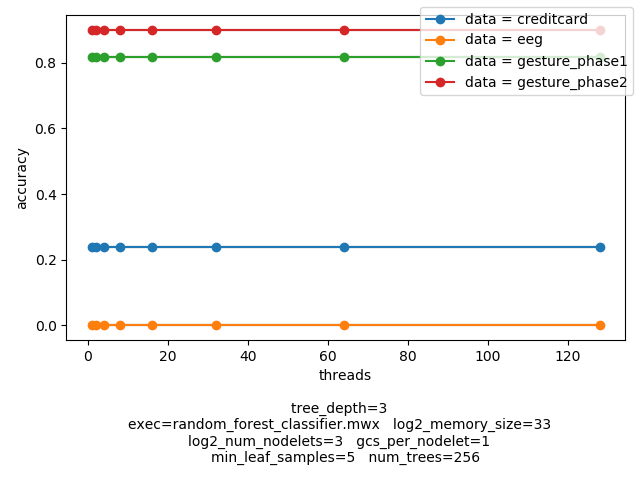 data = creditcard
data = eeg
data = gesture_phase1
data = gesture_phase2
0.8
0.6
0.4
0.2
0.0
accuracy
0 20 40 60 80 100 120
threads
tree_depth=3
exec=random_forest_classifier.mwx log2_memory_size=33
log2_num_nodelets=3 gcs_per_nodelet=1
min_leaf_samples=5 num_trees=256